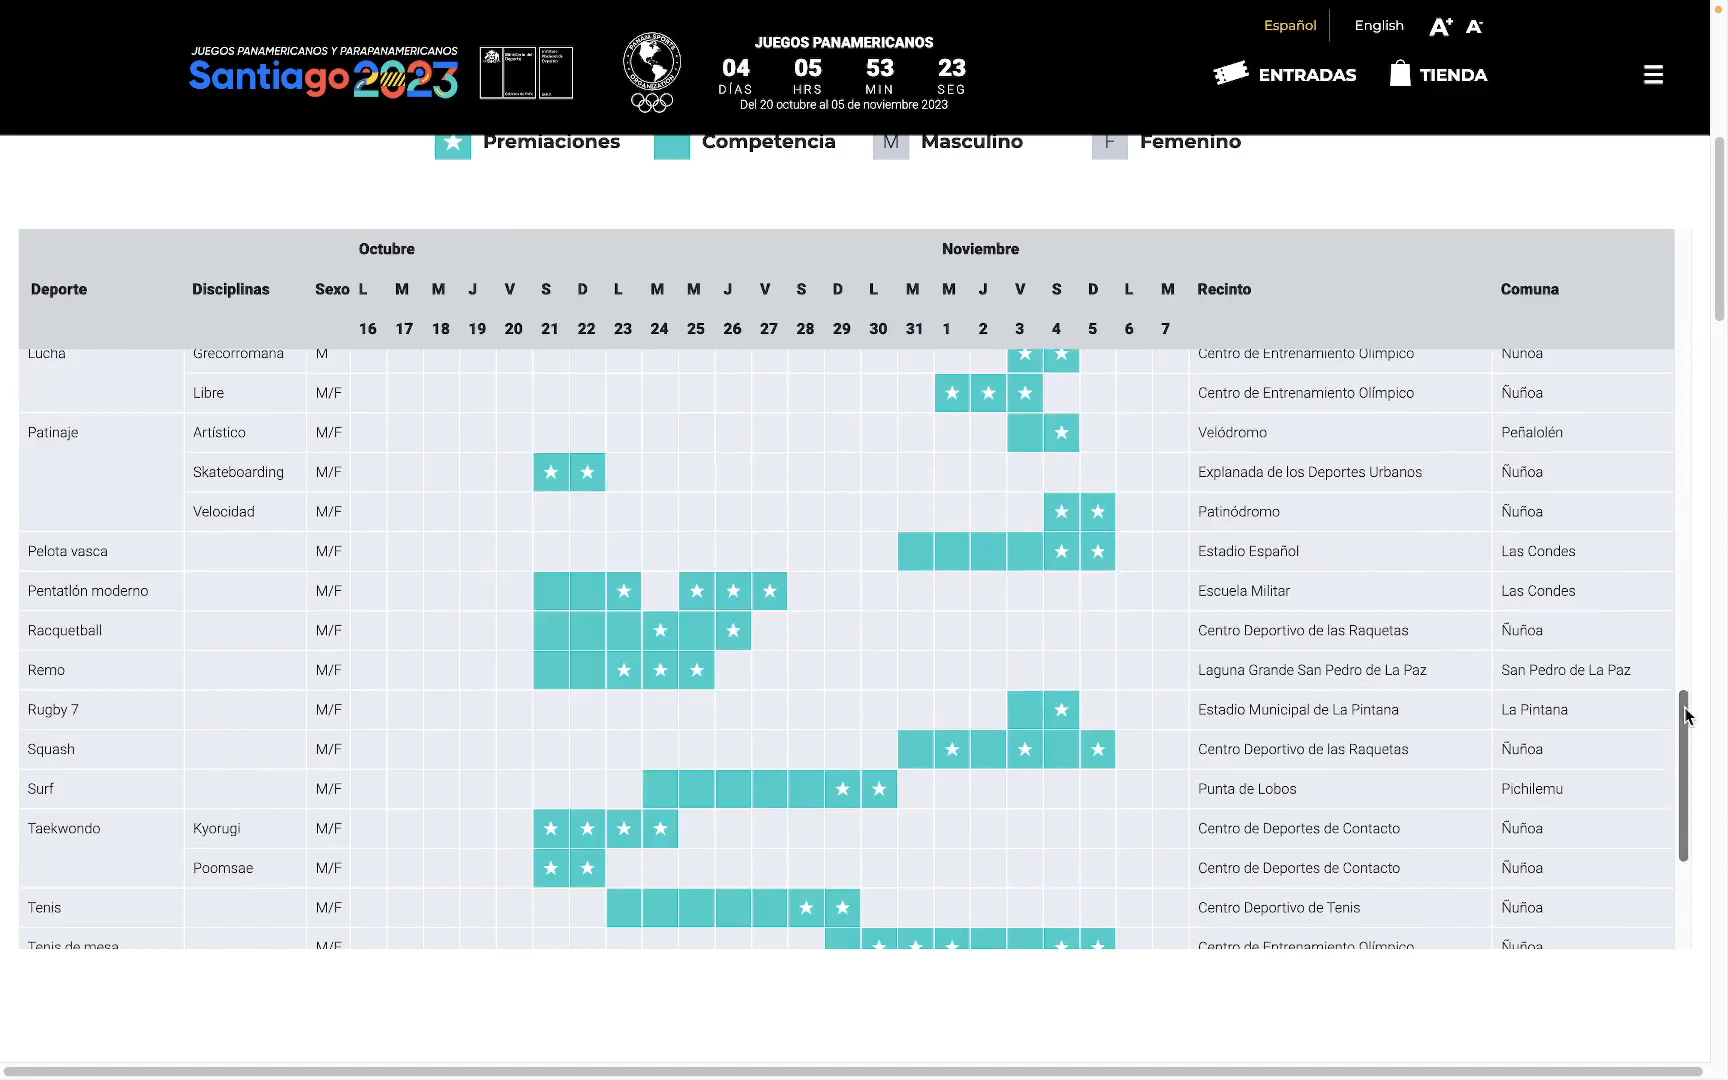 JUEGOS PANAMERICANOS Y PARAPANAMERICANOS
Santiago 2023
JUEGOS PANAMERICANOS
04 05 53 23
DÍAS HRS MIN SEG
Del 20 octubre al 05 de noviembre 2023
Español English A+ A-
ENTRADAS TIENDA
Premiaciones Competencia M Masculino F Femenino
Octubre Noviembre
Deporte Disciplinas Sexo L M M J V S D L M M J V S D L M M J V S D L M Recinto Comuna
16 17 18 19 20 21 22 23 24 25 26 27 28 29 30 31 1 2 3 4 5 6 7
Lucha Grecorromana M Centro de Entrenamiento Olímpico Ñuñoa
Libre M/F Centro de Entrenamiento Olímpico Ñuñoa
Patinaje Artístico M/F Velódromo Peñalolén
Skateboarding M/F Explanada de los Deportes Urbanos Ñuñoa
Velocidad M/F Patinódromo Ñuñoa
Pelota vasca M/F Estadio Español Las Condes
Pentatlón moderno M/F Escuela Militar Las Condes
Racquetball M/F Centro Deportivo de las Raquetas Ñuñoa
Remo M/F Laguna Grande San Pedro de La Paz San Pedro de La Paz
Rugby 7 M/F Estadio Municipal de La Pintana La Pintana
Squash M/F Centro Deportivo de las Raquetas Ñuñoa
Surf M/F Punta de Lobos Pichilemu
Taekwondo Kyorugi M/F Centro de Deportes de Contacto Ñuñoa
Poomsae M/F Centro de Deportes de Contacto Ñuñoa
Tenis M/F Centro Deportivo de Tenis Ñuñoa
Tenis de mesa M/F Centro de Entrenamiento Olímpico Ñuñoa